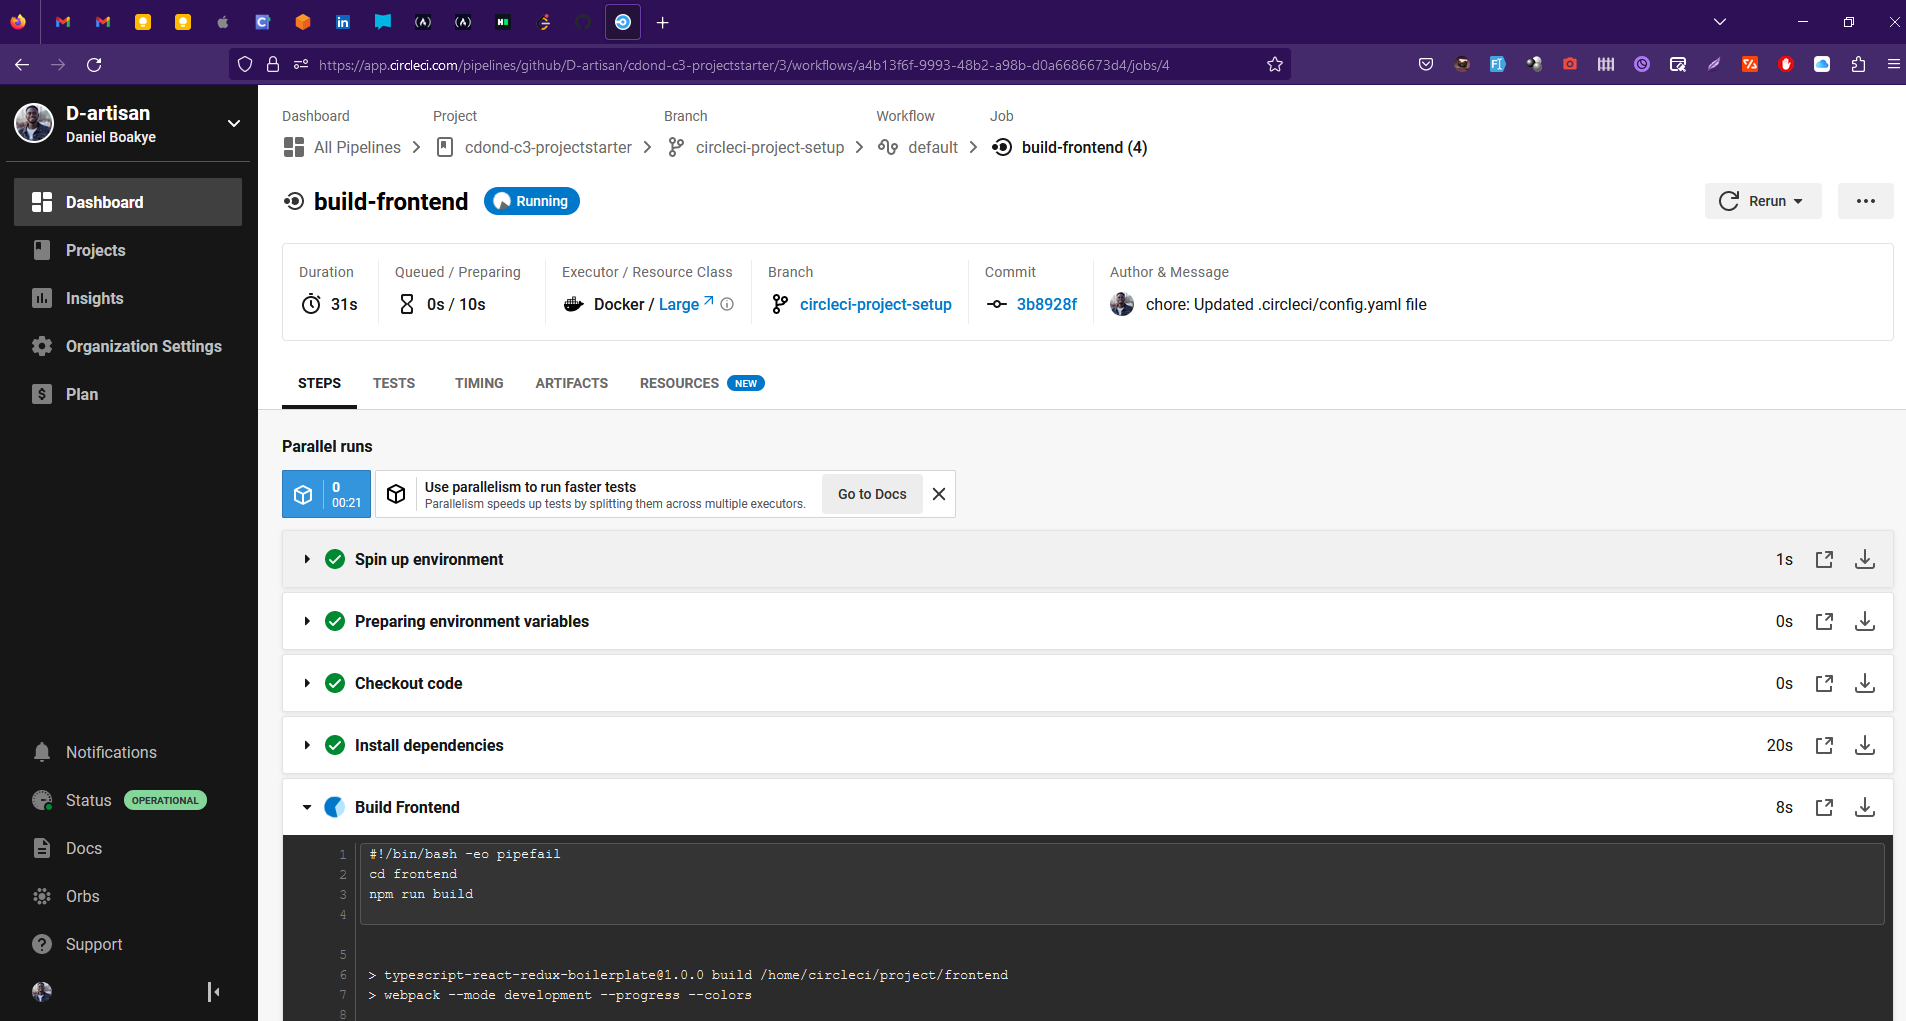 https://app.circleci.com/pipelines/github/D-artisan/cdond-c3-projectstarter/3/workflows/a4b13f6f-9993-48b2-a98b-d0a6686673d4/jobs/4
D-artisan
Daniel Boakye
Dashboard
Projects
Insights
Organization Settings
Plan
Notifications
Status OPERATIONAL
Docs
Orbs
Support
Dashboard Project Branch Workflow Job
All Pipelines cdond-c3-projectstarter circleci-project-setup default build-frontend (4)
build-frontend Running Rerun
Duration Queued / Preparing Executor / Resource Class Branch Commit Author & Message
31s 0s / 10s Docker / Large circleci-project-setup 3b8928f chore: Updated .circleci/config.yaml file
STEPS TESTS TIMING ARTIFACTS RESOURCES NEW
Parallel runs
0
00:21
Use parallelism to run faster tests
Parallelism speeds up tests by splitting them across multiple executors.
Go to Docs
Spin up environment 1s
Preparing environment variables 0s
Checkout code 0s
Install dependencies 20s
Build Frontend 8s
1 #!/bin/bash -eo pipefail
2 cd frontend
3 npm run build
4
5
6 > typescript-react-redux-boilerplate@1.0.0 build /home/circleci/project/frontend
7 > webpack --mode development --progress --colors
8